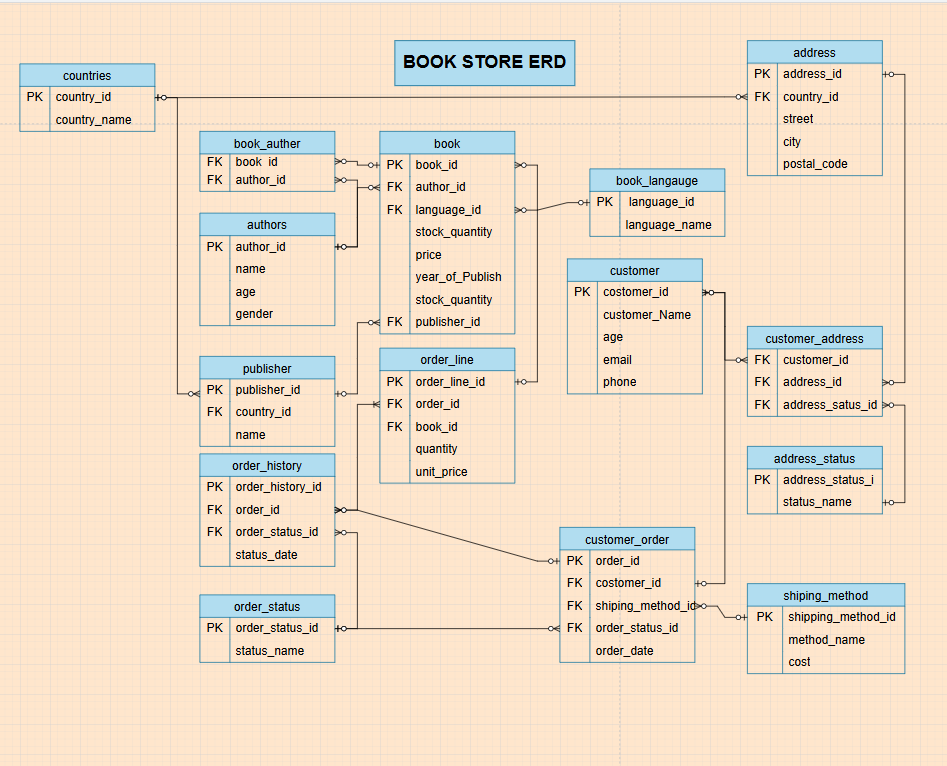 BOOK STORE ERD
countries
PK country_id
country_name
address
PK address_id
FK country_id
street
city
postal_code
book_auther
FK book_id
FK author_id
book
PK book_id
FK author_id
FK language_id
stock_quantity
price
year_of_Publish
stock_quantity
FK publisher_id
book_langauge
PK language_id
language_name
authors
PK author_id
name
age
gender
customer
PK costomer_id
customer_Name
age
email
phone
customer_address
FK customer_id
FK address_id
FK address_satus_id
publisher
PK publisher_id
FK country_id
name
order_line
PK order_line_id
FK order_id
FK book_id
quantity
unit_price
address_status
PK address_status_i
status_name
order_history
PK order_history_id
FK order_id
FK order_status_id
status_date
customer_order
PK order_id
FK costomer_id
FK shiping_method_id
FK order_status_id
order_date
order_status
PK order_status_id
status_name
shiping_method
PK shipping_method_id
method_name
cost